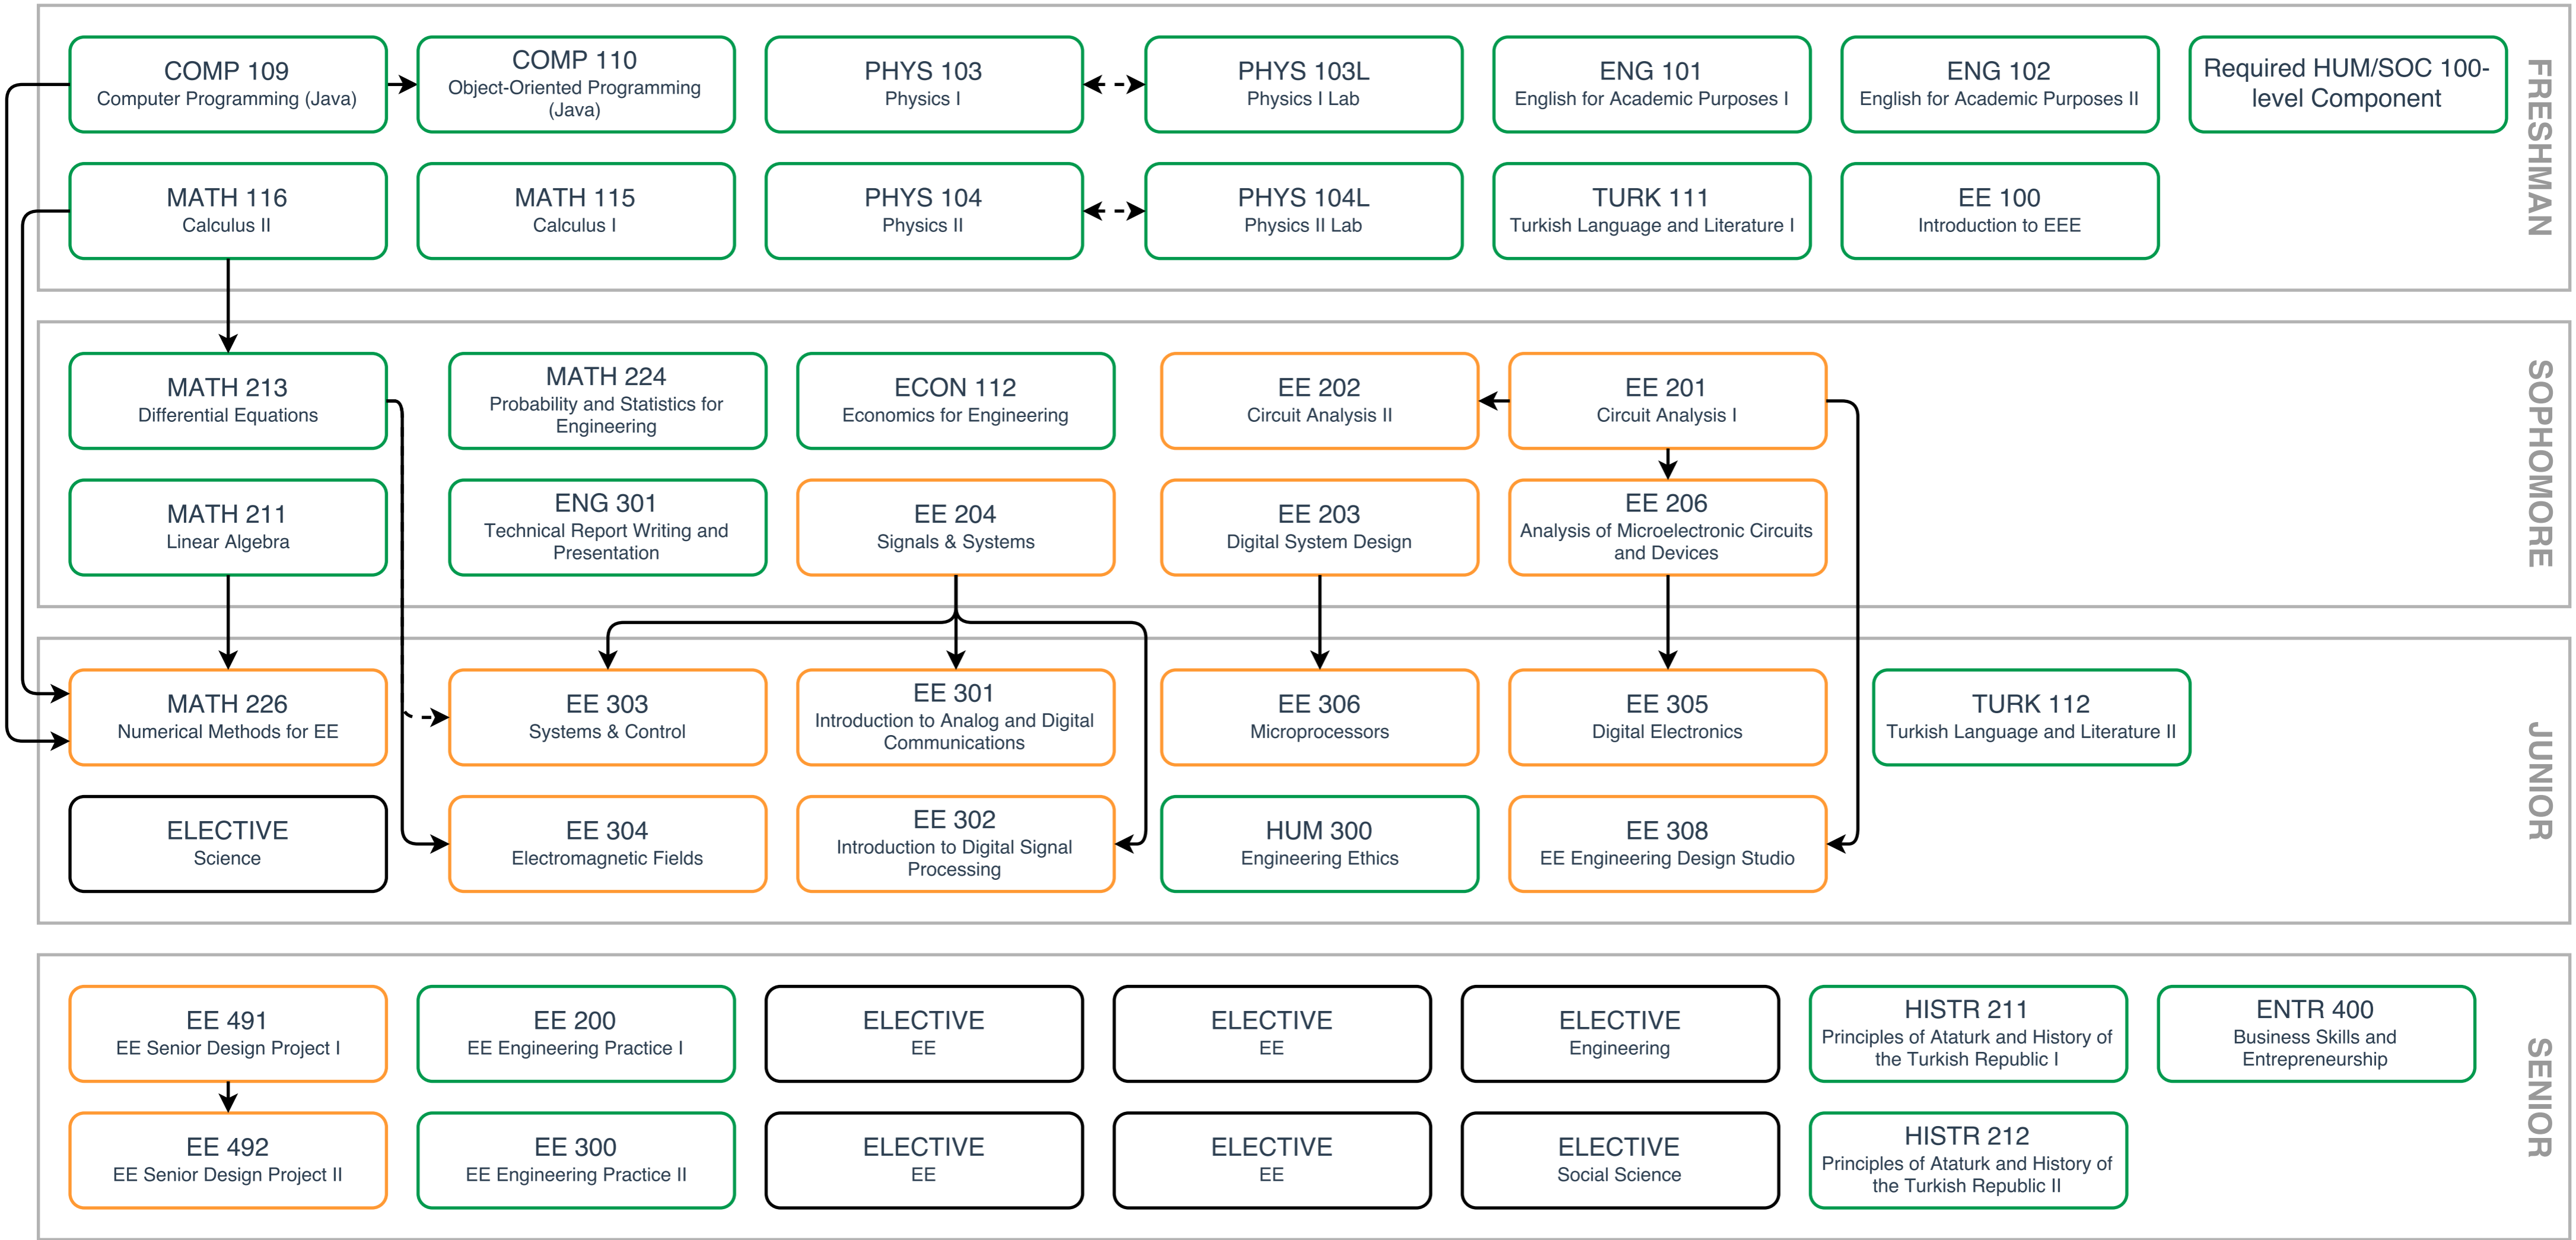 FRESHMAN
COMP 109
Computer Programming (Java)
COMP 110
Object-Oriented Programming
(Java)
PHYS 103
Physics I
PHYS 103L
Physics I Lab
ENG 101
English for Academic Purposes I
ENG 102
English for Academic Purposes II
Required HUM/SOC 100-
level Component
MATH 116
Calculus II
MATH 115
Calculus I
PHYS 104
Physics II
PHYS 104L
Physics II Lab
TURK 111
Turkish Language and Literature I
EE 100
Introduction to EEE
SOPHOMORE
MATH 213
Differential Equations
MATH 224
Probability and Statistics for
Engineering
ECON 112
Economics for Engineering
EE 202
Circuit Analysis II
EE 201
Circuit Analysis I
MATH 211
Linear Algebra
ENG 301
Technical Report Writing and
Presentation
EE 204
Signals & Systems
EE 203
Digital System Design
EE 206
Analysis of Microelectronic Circuits
and Devices
JUNIOR
MATH 226
Numerical Methods for EE
EE 303
Systems & Control
EE 301
Introduction to Analog and Digital
Communications
EE 306
Microprocessors
EE 305
Digital Electronics
TURK 112
Turkish Language and Literature II
ELECTIVE
Science
EE 304
Electromagnetic Fields
EE 302
Introduction to Digital Signal
Processing
HUM 300
Engineering Ethics
EE 308
EE Engineering Design Studio
SENIOR
EE 491
EE Senior Design Project I
EE 200
EE Engineering Practice I
ELECTIVE
EE
ELECTIVE
EE
ELECTIVE
Engineering
HISTR 211
Principles of Ataturk and History of
the Turkish Republic I
ENTR 400
Business Skills and
Entrepreneurship
EE 492
EE Senior Design Project II
EE 300
EE Engineering Practice II
ELECTIVE
EE
ELECTIVE
EE
ELECTIVE
Social Science
HISTR 212
Principles of Ataturk and History of
the Turkish Republic II